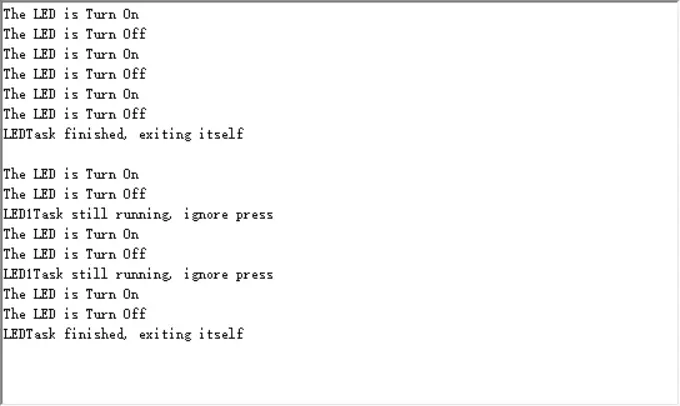 The LED is Turn On
The LED is Turn Off
The LED is Turn On
The LED is Turn Off
The LED is Turn On
The LED is Turn Off
LEDTask finished, exiting itself
The LED is Turn On
The LED is Turn Off
LED1Task still running, ignore press
The LED is Turn On
The LED is Turn Off
LED1Task still running, ignore press
The LED is Turn On
The LED is Turn Off
LEDTask finished, exiting itself